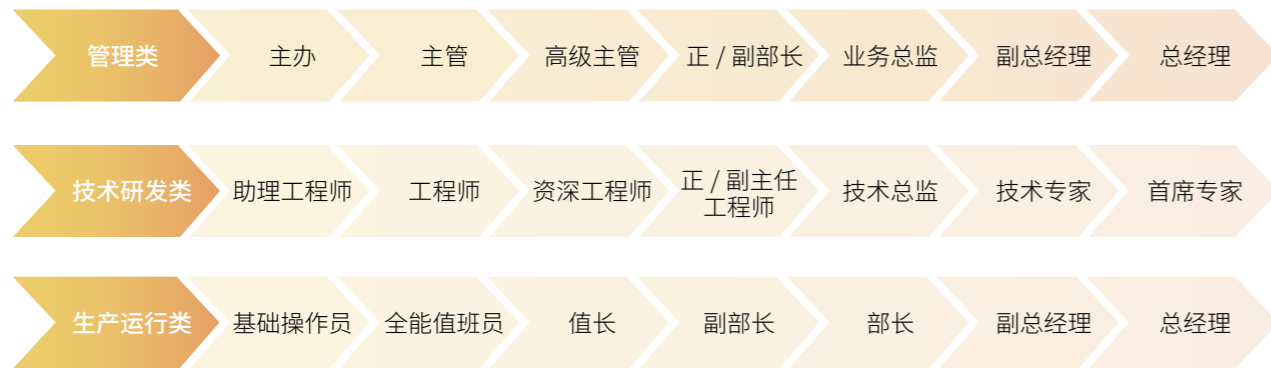 管理类 主办 主管 高级主管 正 / 副部长 业务总监 副总经理 总经理
技术研发类 助理工程师 工程师 资深工程师 正 / 副主任
工程师 技术总监 技术专家 首席专家
生产运行类 基础操作员 全能值班员 值长 副部长 部长 副总经理 总经理